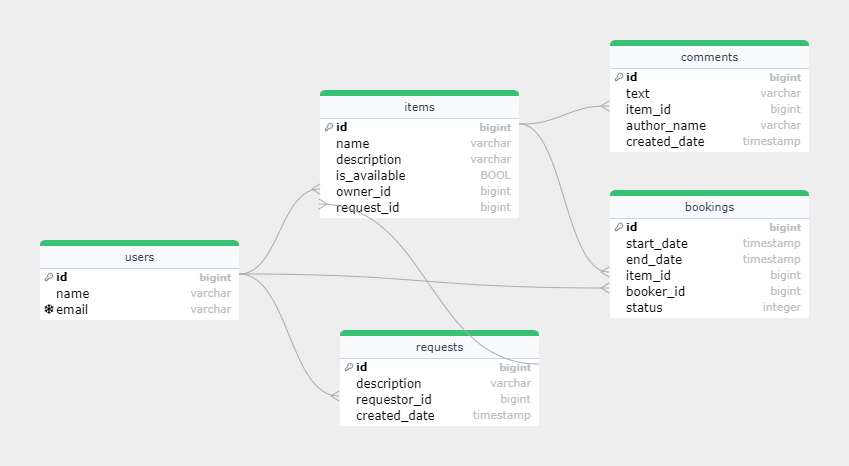 comments
id bigint
text varchar
item_id bigint
author_name varchar
created_date timestamp
items
id bigint
name varchar
description varchar
is_available BOOL
owner_id bigint
request_id bigint
bookings
id bigint
start_date timestamp
end_date timestamp
item_id bigint
booker_id bigint
status integer
users
id bigint
name varchar
email varchar
requests
id bigint
description varchar
requestor_id bigint
created_date timestamp